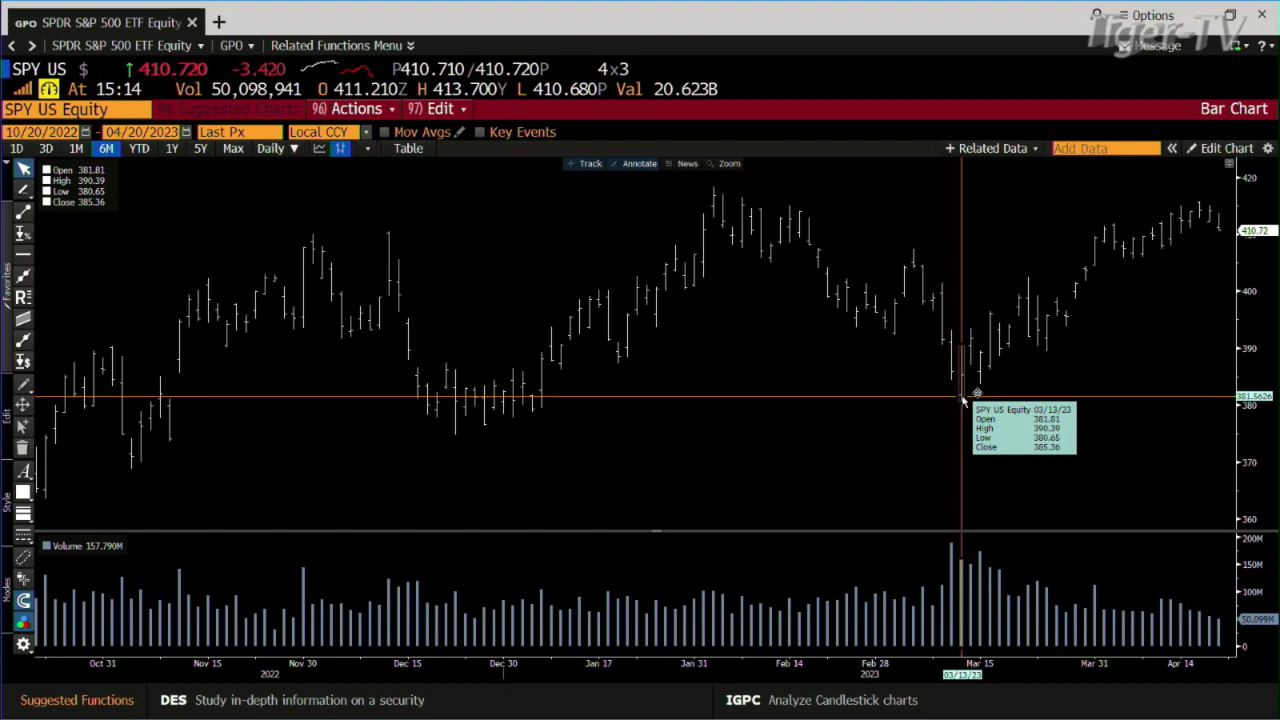 GPO SPDR S&P 500 ETF Equity
Options
Tiger-TV
SPDR S&P 500 ETF Equity GPO Related Functions Menu
Message
SPY US $ ↑ 410.720 -3.420 P410.710/410.720P 4x3
At 15:14 Vol 50,098,941 O 411.210Z H 413.700Y L 410.680P Val 20.623B
SPY US Equity 94) Suggested Charts 96) Actions 97) Edit Bar Chart
10/20/2022 - 04/20/2023 Last Px Local CCY Mov Avgs Key Events
1D 3D 1M 6M YTD 1Y 5Y Max Daily ▼ Table + Related Data Add Data Edit Chart
Track Annotate News Zoom
Open 381.81
High 390.39
Low 380.65
Close 385.36
420
410.72
400
390
381.5626
380
370
360
SPY US Equity 03/13/23
Open 381.81
High 390.39
Low 380.65
Close 385.36
Favorites
Edit
Style
Modes
Volume 157.790M
200M
150M
100M
50.099M
0
Oct 31 Nov 15 Nov 30 Dec 15 Dec 30 Jan 17 Jan 31 Feb 14 Feb 28 Mar 15 Mar 31 Apr 14
2022 2023 03/13/23
Suggested Functions DES Study in-depth information on a security IGPC Analyze Candlestick charts